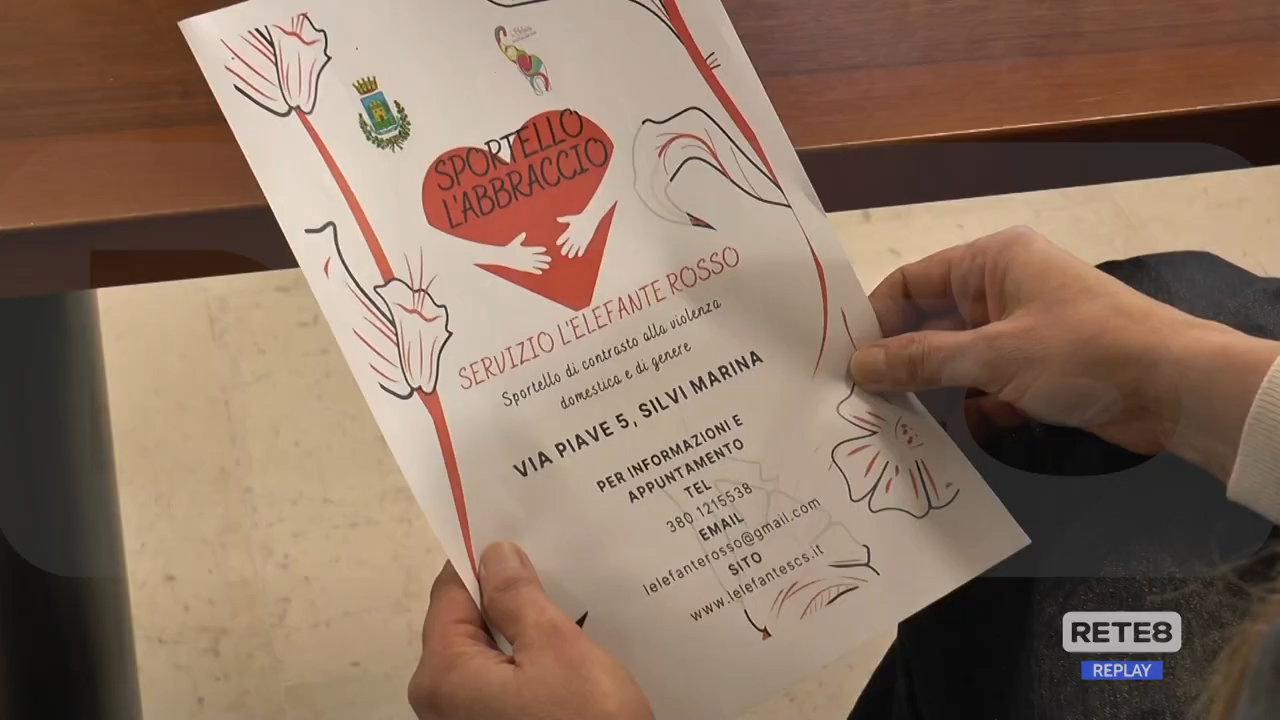 SPORTELLO
L'ABBRACCIO
SERVIZIO L'ELEFANTE ROSSO
Sportello di contrasto alla violenza
domestica e di genere
VIA PIAVE 5, SILVI MARINA
PER INFORMAZIONI E
APPUNTAMENTO
TEL
380 1215538
EMAIL
lelefanterosso@gmail.com
SITO
www.lelefantescs.it
RETE8
REPLAY